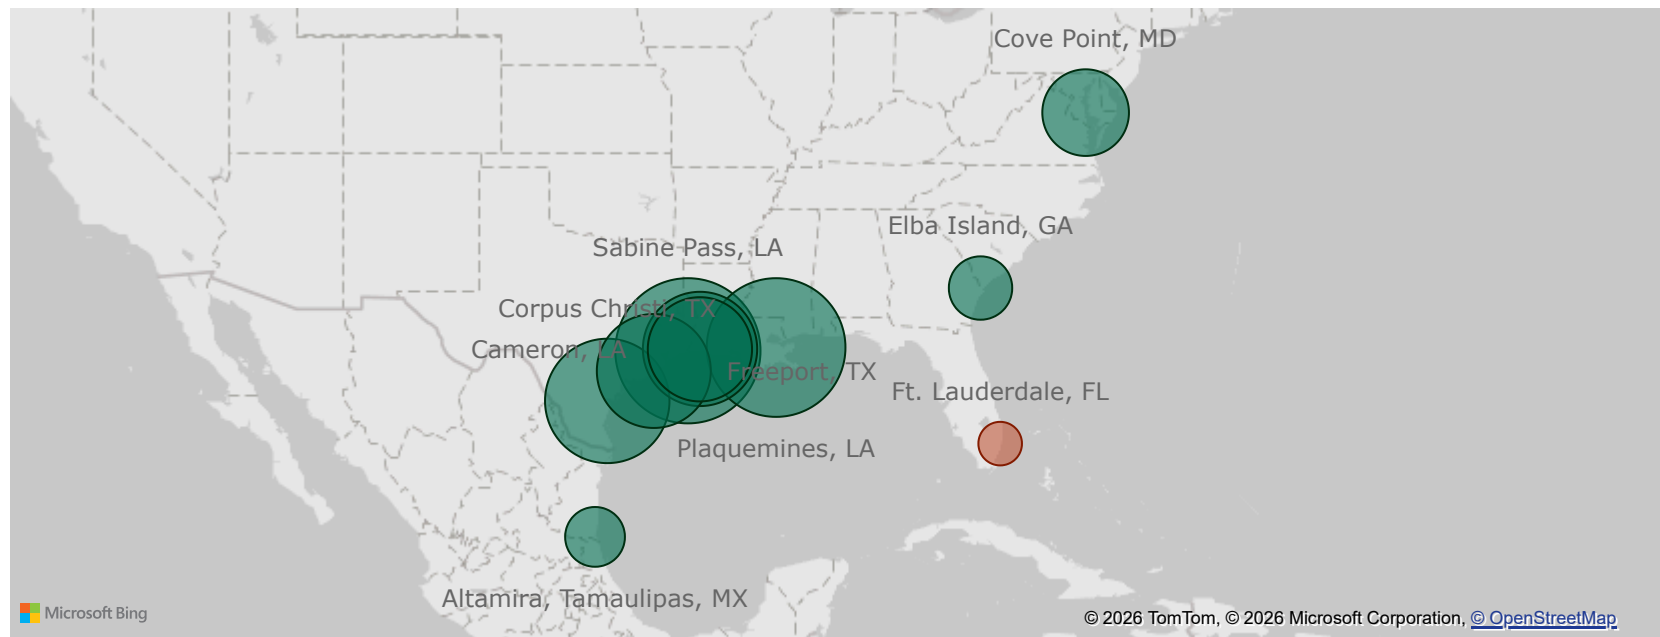 Cove Point, MD
Elba Island, GA
Sabine Pass, LA
Corpus Christi, TX
Cameron, LA
Freeport, TX
Ft. Lauderdale, FL
Plaquemines, LA
Altamira, Tamaulipas, MX
Microsoft Bing
© 2026 TomTom, © 2026 Microsoft Corporation, © OpenStreetMap